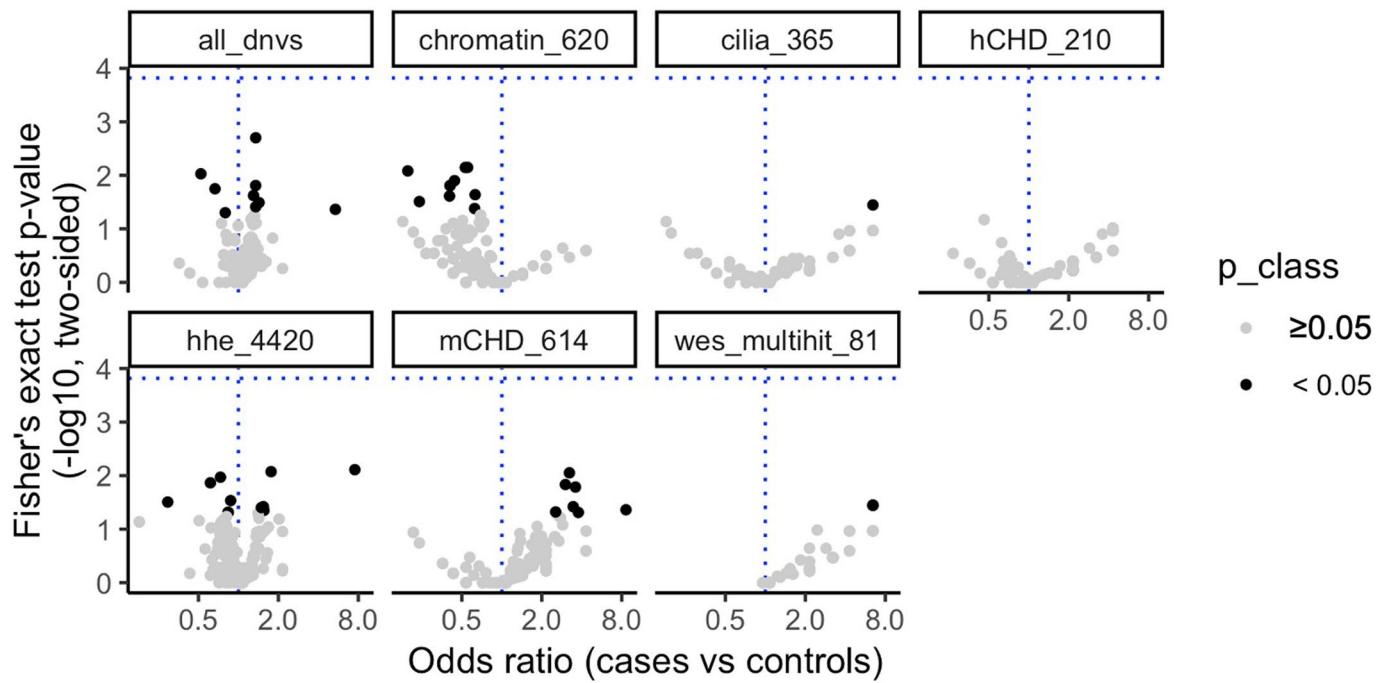 all_dnvs
chromatin_620
cilia_365
hCHD_210
4
3
2
1
0
0.5 2.0 8.0
hhe_4420
mCHD_614
wes_multihit_81
4
3
2
1
0
0.5 2.0 8.0
0.5 2.0 8.0
0.5 2.0 8.0
Fisher's exact test p-value
(-log10, two-sided)
Odds ratio (cases vs controls)
p_class
≥0.05
< 0.05